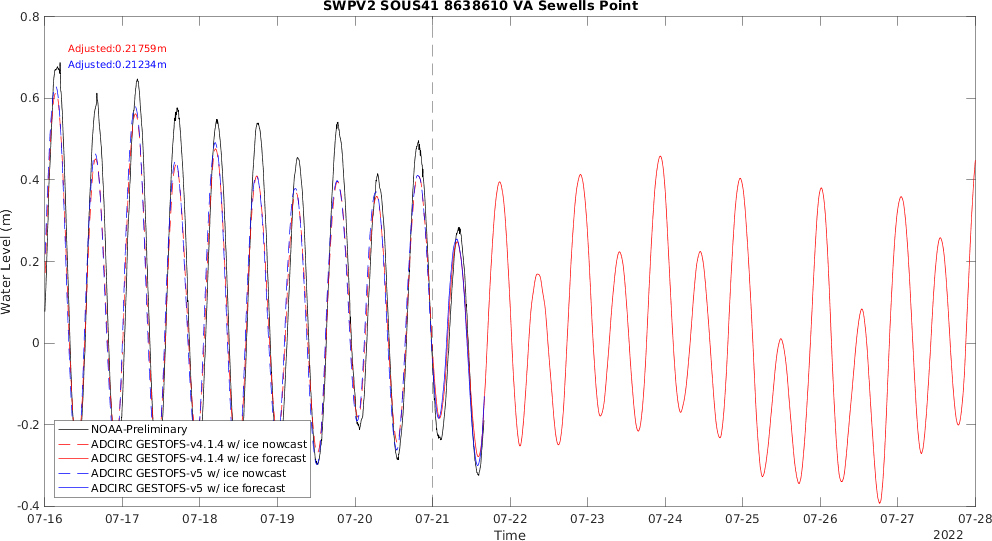 SWPV2 SOUS41 8638610 VA Sewells Point
Adjusted:0.21759m
Adjusted:0.21234m
0.8
0.6
0.4
0.2
0
-0.2
-0.4
Water Level (m)
NOAA-Preliminary
ADCIRC GESTOFS-v4.1.4 w/ ice nowcast
ADCIRC GESTOFS-v4.1.4 w/ ice forecast
ADCIRC GESTOFS-v5 w/ ice nowcast
ADCIRC GESTOFS-v5 w/ ice forecast
07-16 07-17 07-18 07-19 07-20 07-21 07-22 07-23 07-24 07-25 07-26 07-27 07-28
Time
2022